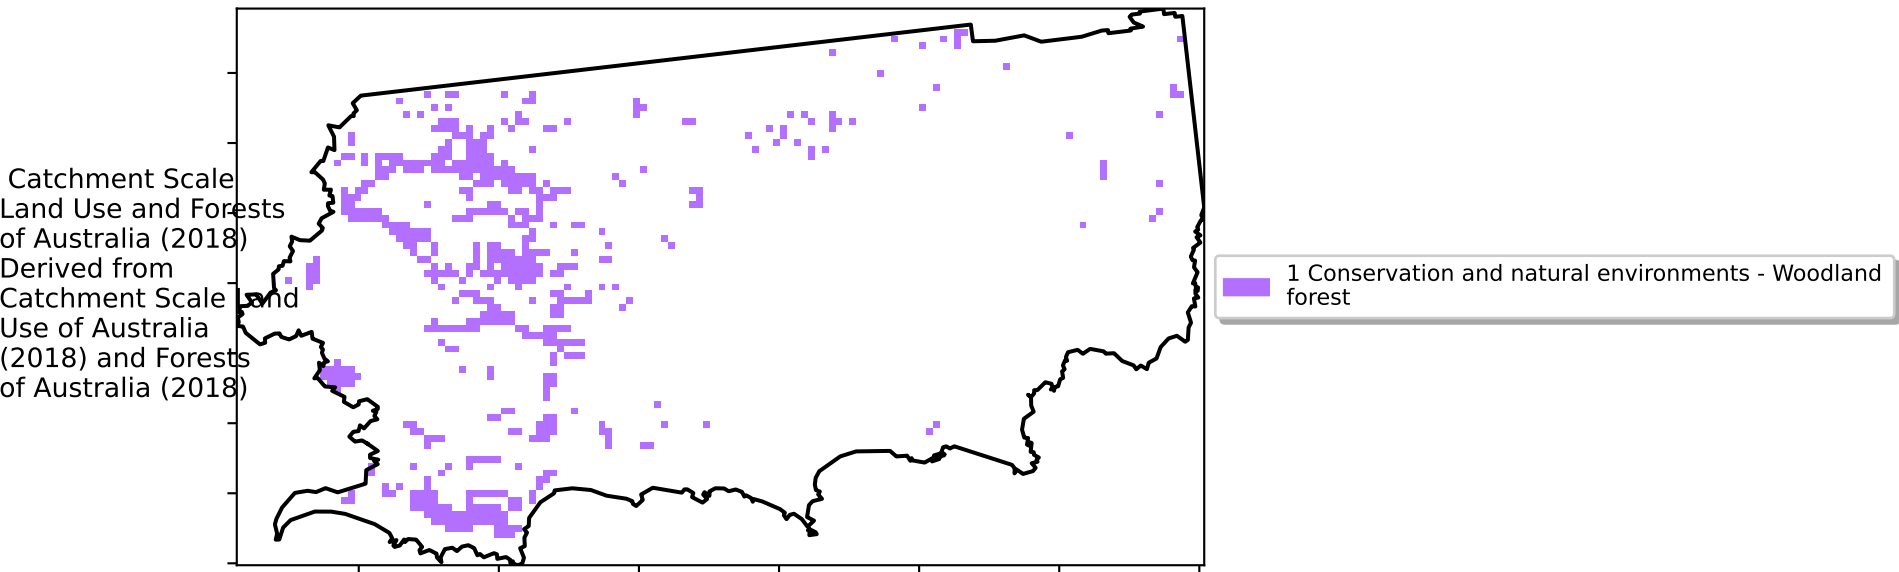 Catchment Scale
Land Use and Forests
of Australia (2018)
Derived from
Catchment Scale Land
Use of Australia
(2018) and Forests
of Australia (2018)
1 Conservation and natural environments - Woodland
forest